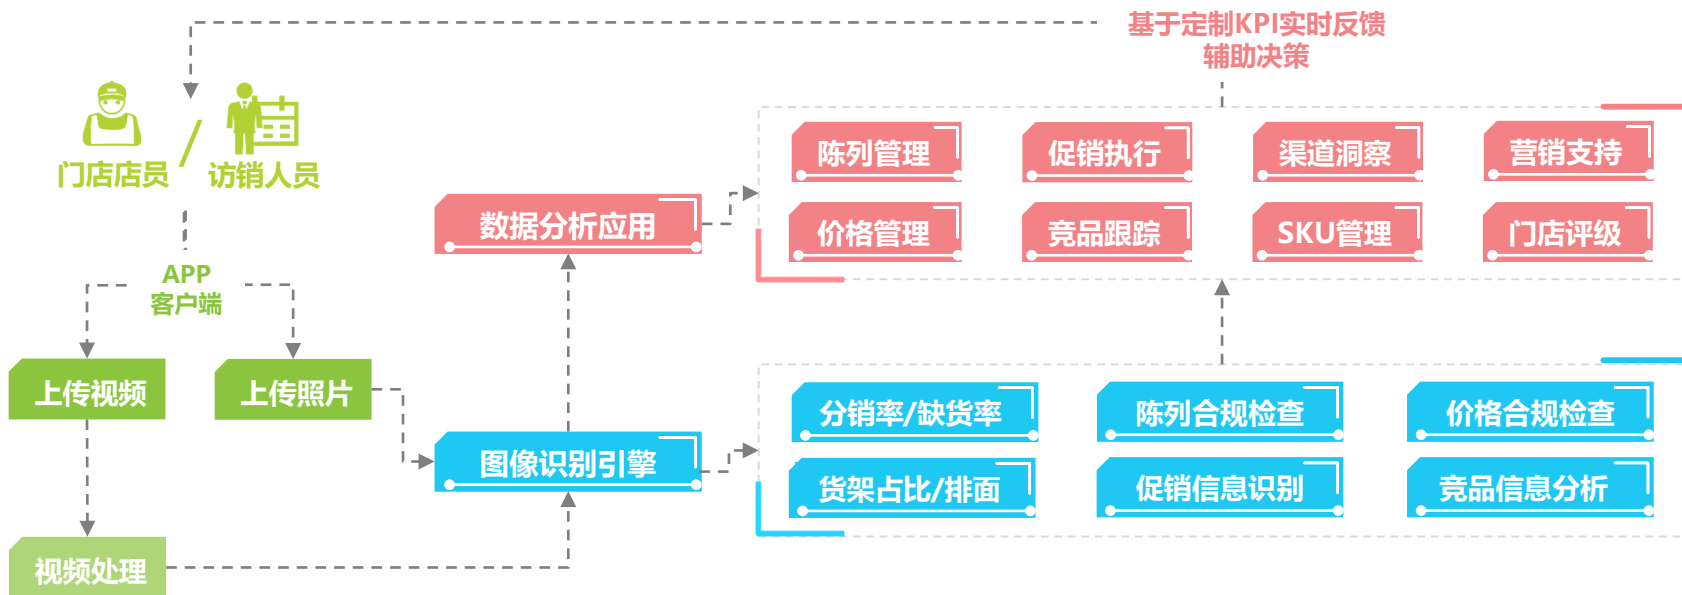 基于定制KPI实时反馈
辅助决策
门店店员
/
访销人员
APP
客户端
上传视频
上传照片
视频处理
数据分析应用
图像识别引擎
陈列管理
促销执行
渠道洞察
营销支持
价格管理
竞品跟踪
SKU管理
门店评级
分销率/缺货率
陈列合规检查
价格合规检查
货架占比/排面
促销信息识别
竞品信息分析